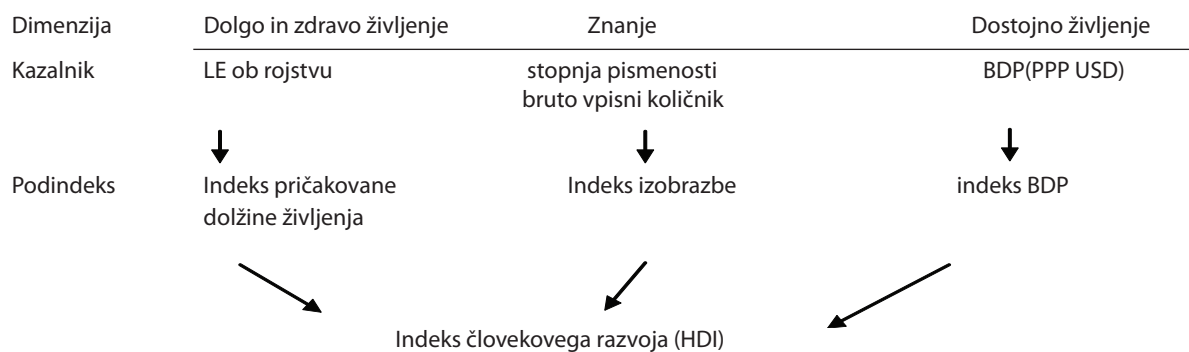 Dimenzija Dolgo in zdravo življenje Znanje Dostojno življenje
Kazalnik LE ob rojstvu stopnja pismenosti BDP(PPP USD)
bruto vpisni količnik
Podindeks Indeks pričakovane Indeks izobrazbe indeks BDP
dolžine življenja
Indeks človekovega razvoja (HDI)